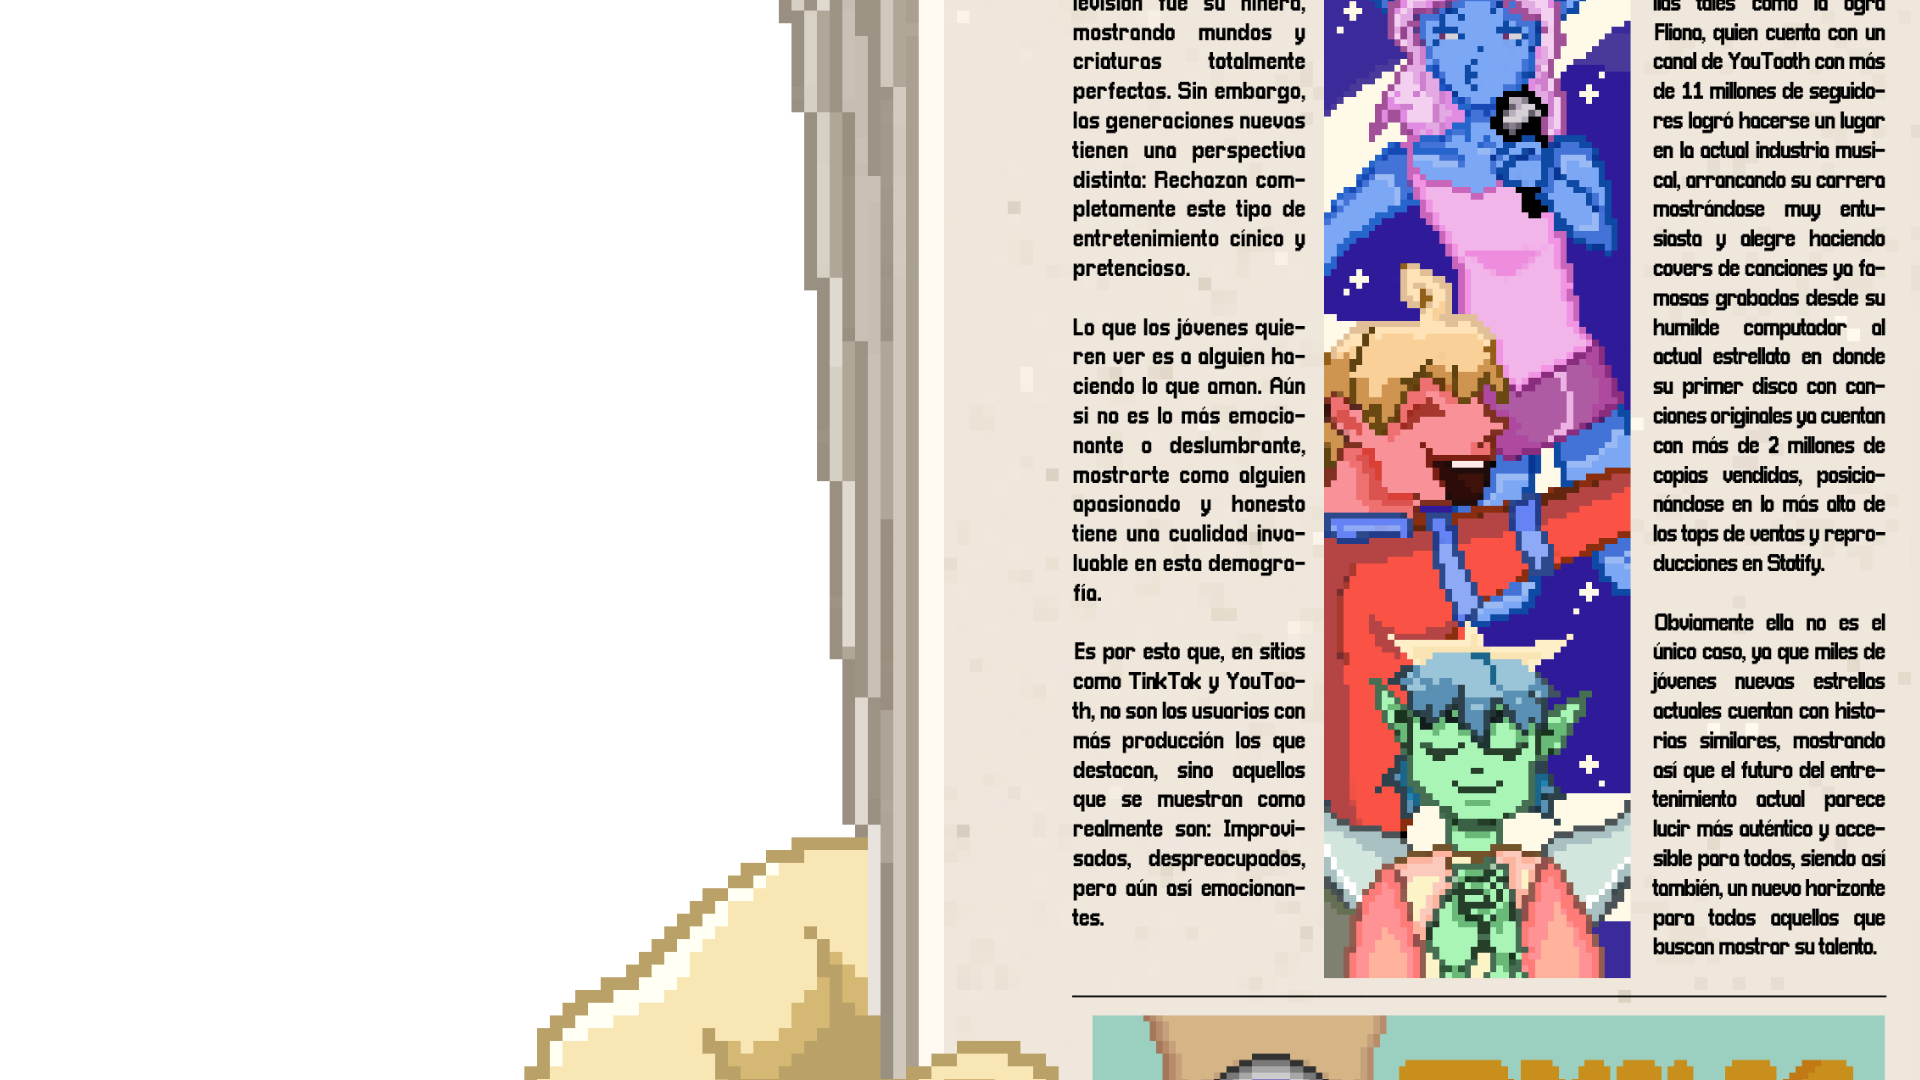 levisión fue su niñera,
mostrando mundos y
criaturas totalmente
perfectas. Sin embargo,
las generaciones nuevas
tienen una perspectiva
distinta: Rechazan com-
pletamente este tipo de
entretenimiento cínico y
pretencioso.
Lo que los jóvenes quie-
ren ver es a alguien ha-
ciendo lo que aman. Aún
si no es lo más emocio-
nante o deslumbrante,
mostrarte como alguien
apasionado y honesto
tiene una cualidad inva-
luable en esta demogra-
fía.
Es por esto que, en sitios
como TinkTok y YouToo-
th, no son los usuarios con
más producción los que
destacan, sino aquellos
que se muestran como
realmente son: Improvi-
sados, despreocupados,
pero aún así emocionan-
tes.
llas tales como la ogra
Fliona, quien cuenta con un
canal de YouTooth con más
de 11 millones de seguido-
res logró hacerse un lugar
en la actual industria musi-
cal, arrancando su carrera
mostrándose muy entu-
siasta y alegre haciendo
covers de canciones ya fa-
mosas grabadas desde su
humilde computador al
actual estrellato en donde
su primer disco con can-
ciones originales ya cuentan
con más de 2 millones de
copias vendidas, posicio-
nándose en lo más alto de
los tops de ventas y repro-
ducciones en Stotify.
Obviamente ella no es el
único caso, ya que miles de
jóvenes nuevas estrellas
actuales cuentan con histo-
rias similares, mostrando
así que el futuro del entre-
tenimiento actual parece
lucir más auténtico y acce-
sible para todos, siendo así
también, un nuevo horizonte
para todos aquellos que
buscan mostrar su talento.